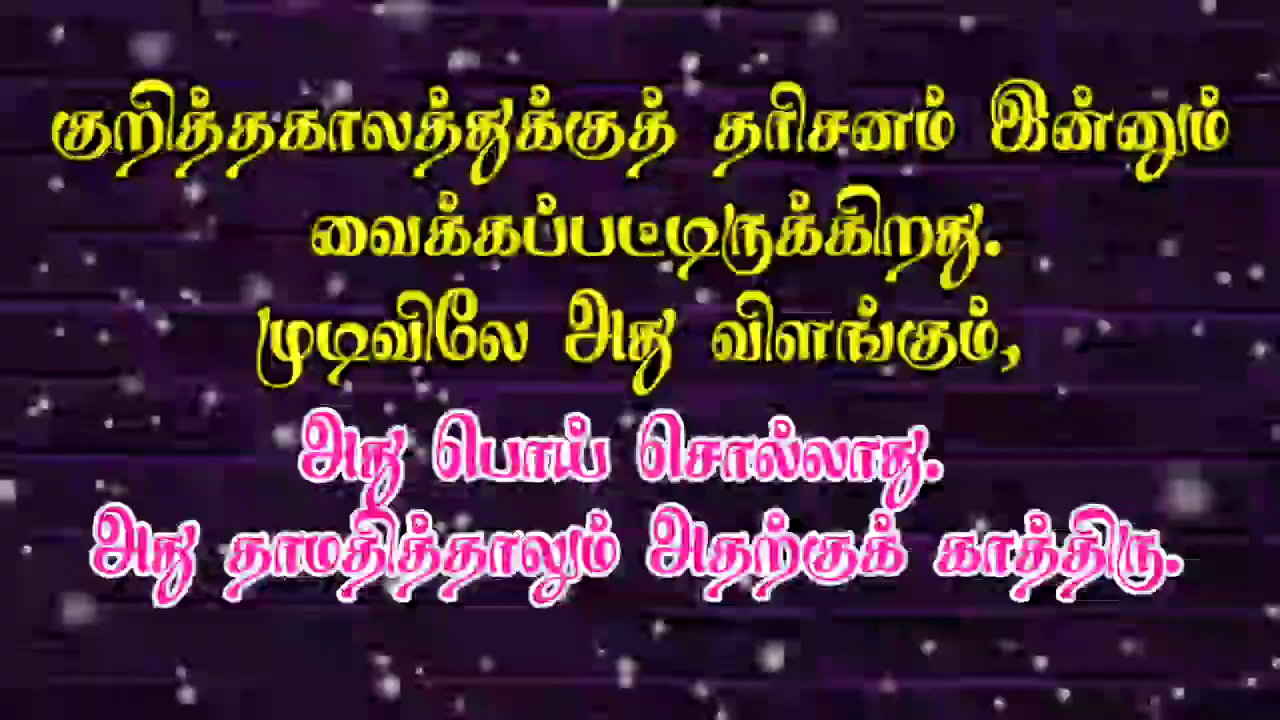 குறித்தகாலத்துக்குத் தரிசனம் இன்னும்
வைக்கப்பட்டிருக்கிறது.
முடிவிலே அது விளங்கும்,
அது பொய் சொல்லாது.
அது தாமதித்தாலும் அதற்குக் காத்திரு.